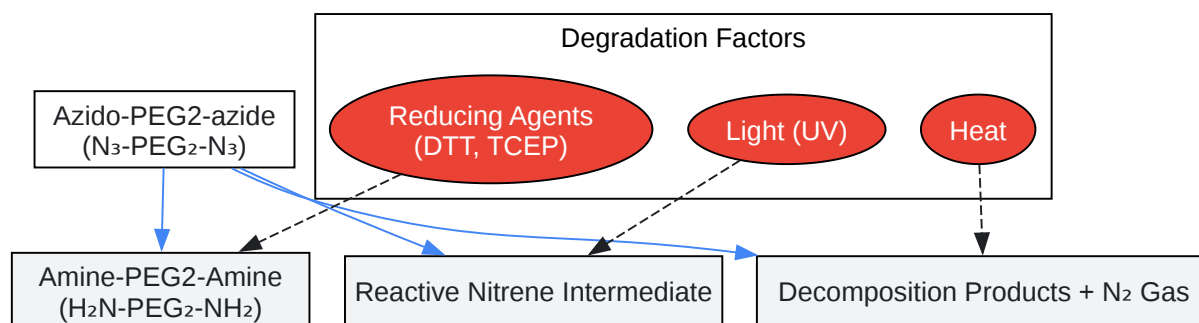 Degradation Factors
Azido-PEG2-azide
(N₃-PEG₂-N₃)
Reducing Agents
(DTT, TCEP)
Light (UV)
Heat
Amine-PEG2-Amine
(H₂N-PEG₂-NH₂)
Reactive Nitrene Intermediate
Decomposition Products + N₂ Gas